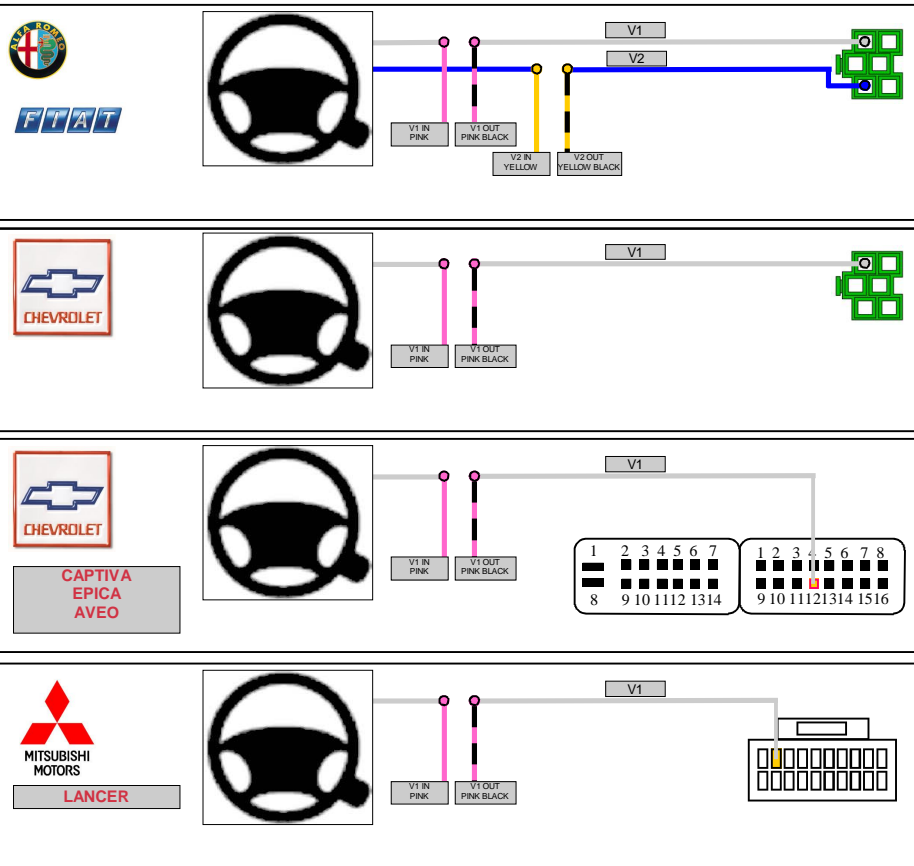 ALFA ROMEO
FIAT
V1
V2
V1 IN
PINK
V1 OUT
PINK BLACK
V2 IN
YELLOW
V2 OUT
YELLOW BLACK
CHEVROLET
V1
V1 IN
PINK
V1 OUT
PINK BLACK
CHEVROLET
CAPTIVA
EPICA
AVEO
V1
V1 IN
PINK
V1 OUT
PINK BLACK
1 2 3 4 5 6 7
8 9 10 11 12 13 14
1 2 3 4 5 6 7 8
9 10 11 12 13 14 15 16
MITSUBISHI
MOTORS
LANCER
V1
V1 IN
PINK
V1 OUT
PINK BLACK